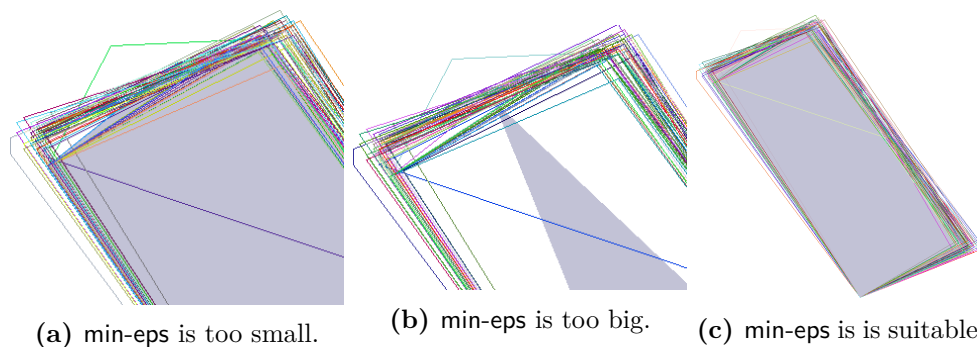 (a) min-eps is too small.
(b) min-eps is too big.
(c) min-eps is is suitable